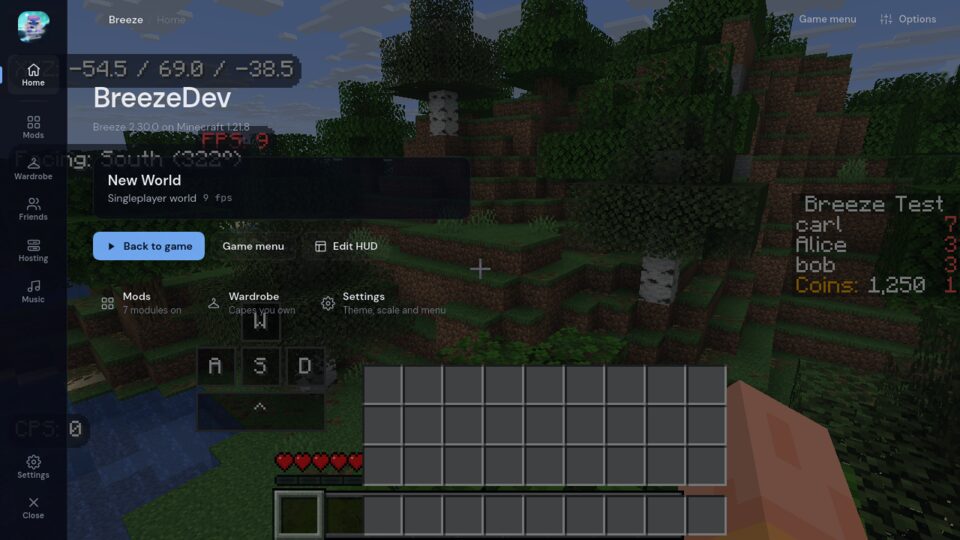 Breeze / Home
Game menu
Options
-54.5 / 69.0 / -38.5
Home
BreezeDev
Breeze 2.30.0 on Minecraft 1.21.8
FPS: 9
Mods
Facing: South (322°)
Wardrobe
New World
Singleplayer world 9 fps
Friends
Breeze Test
carl 7
Alice 3
bob 3
Coins: 1,250 1
Hosting
Back to game
Game menu
Edit HUD
Music
Mods
7 modules on
Wardrobe
Capes you own
Settings
Theme, scale and menu
W
A S D
^
CPS: 0
Settings
Close